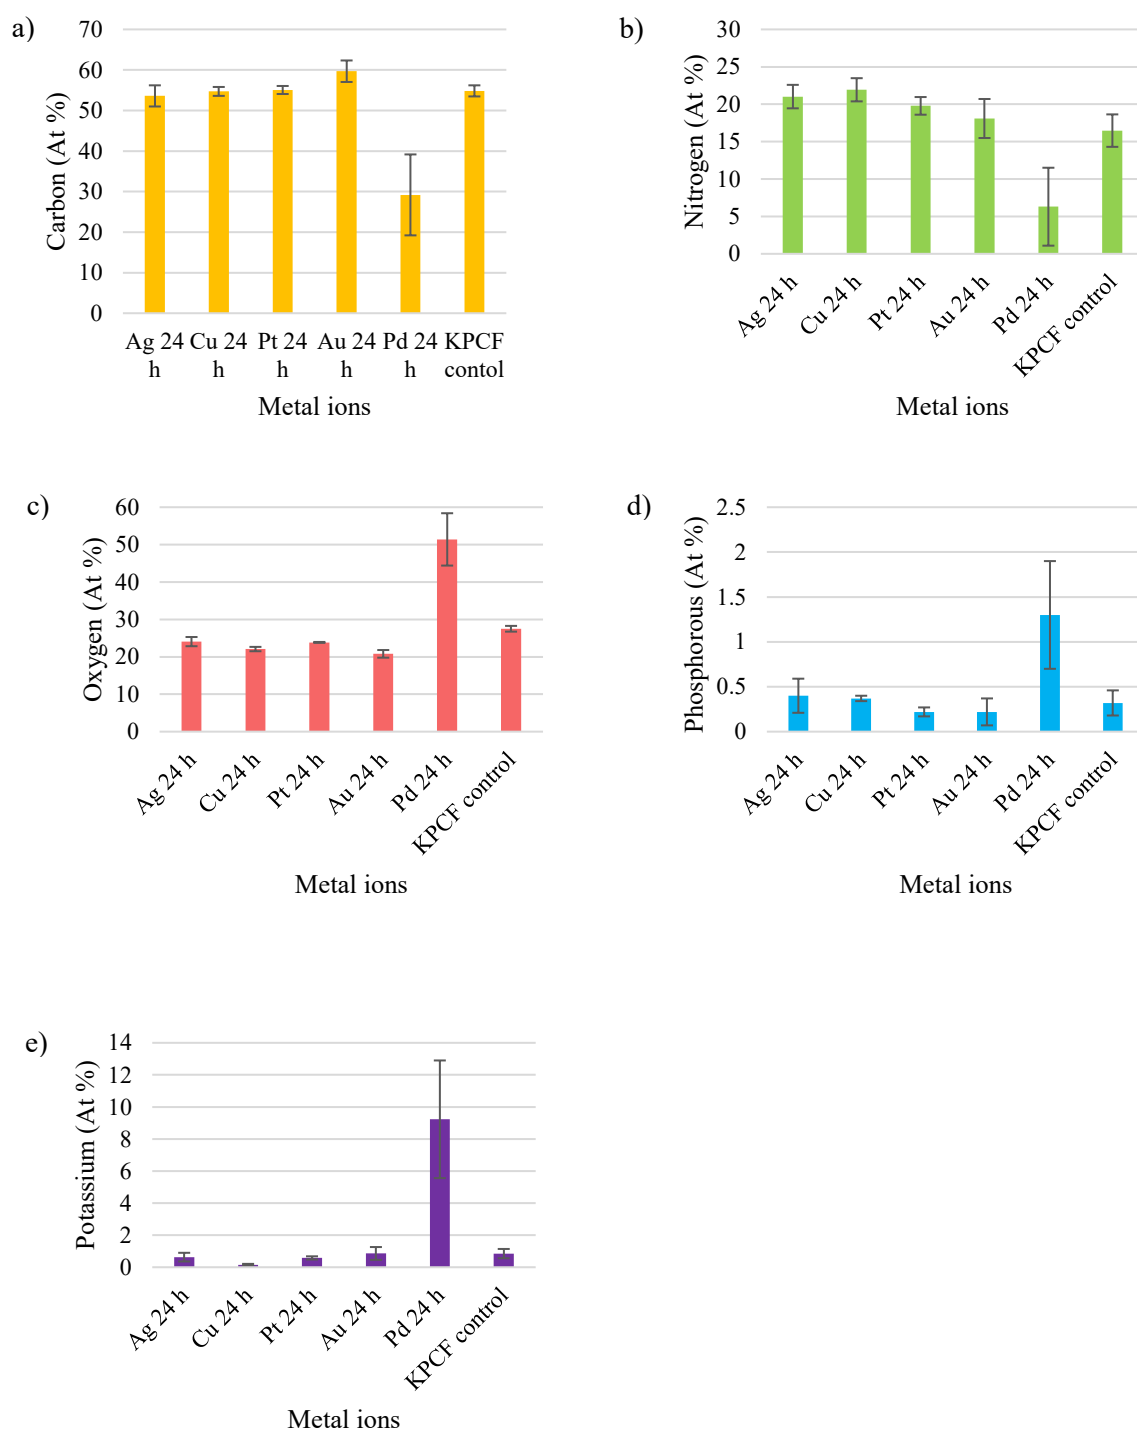 a)
Carbon (At %)
70
60
50
40
30
20
10
0
Ag 24 h
Cu 24 h
Pt 24 h
Au 24 h
Pd 24 h
KPCF contol
Metal ions
b)
Nitrogen (At %)
30
25
20
15
10
5
0
Ag 24 h
Cu 24 h
Pt 24 h
Au 24 h
Pd 24 h
KPCF control
Metal ions
c)
Oxygen (At %)
60
50
40
30
20
10
0
Ag 24 h
Cu 24 h
Pt 24 h
Au 24 h
Pd 24 h
KPCF control
Metal ions
d)
Phosphorous (At %)
2.5
2
1.5
1
0.5
0
Ag 24 h
Cu 24 h
Pt 24 h
Au 24 h
Pd 24 h
KPCF control
Metal ions
e)
Potassium (At %)
14
12
10
8
6
4
2
0
Ag 24 h
Cu 24 h
Pt 24 h
Au 24 h
Pd 24 h
KPCF control
Metal ions